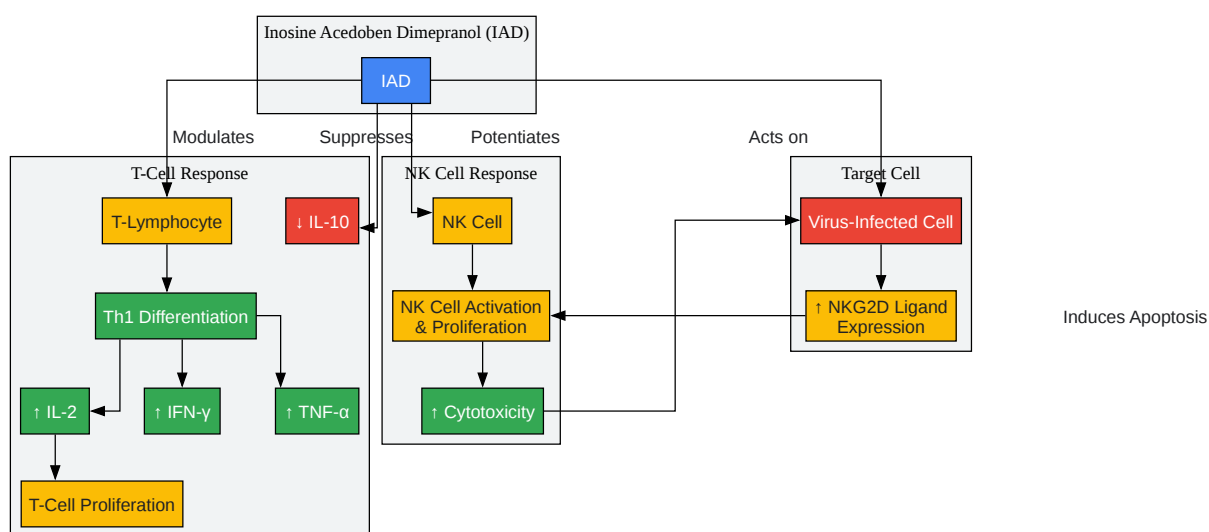 Inosine Acedoben Dimepranol (IAD)
IAD
Modulates
Suppresses
Potentiates
Acts on
T-Cell Response
NK Cell Response
Target Cell
T-Lymphocyte
↓ IL-10
NK Cell
Virus-Infected Cell
Th1 Differentiation
NK Cell Activation
& Proliferation
↑ NKG2D Ligand
Expression
Induces Apoptosis
↑ IL-2
↑ IFN-γ
↑ TNF-α
↑ Cytotoxicity
T-Cell Proliferation